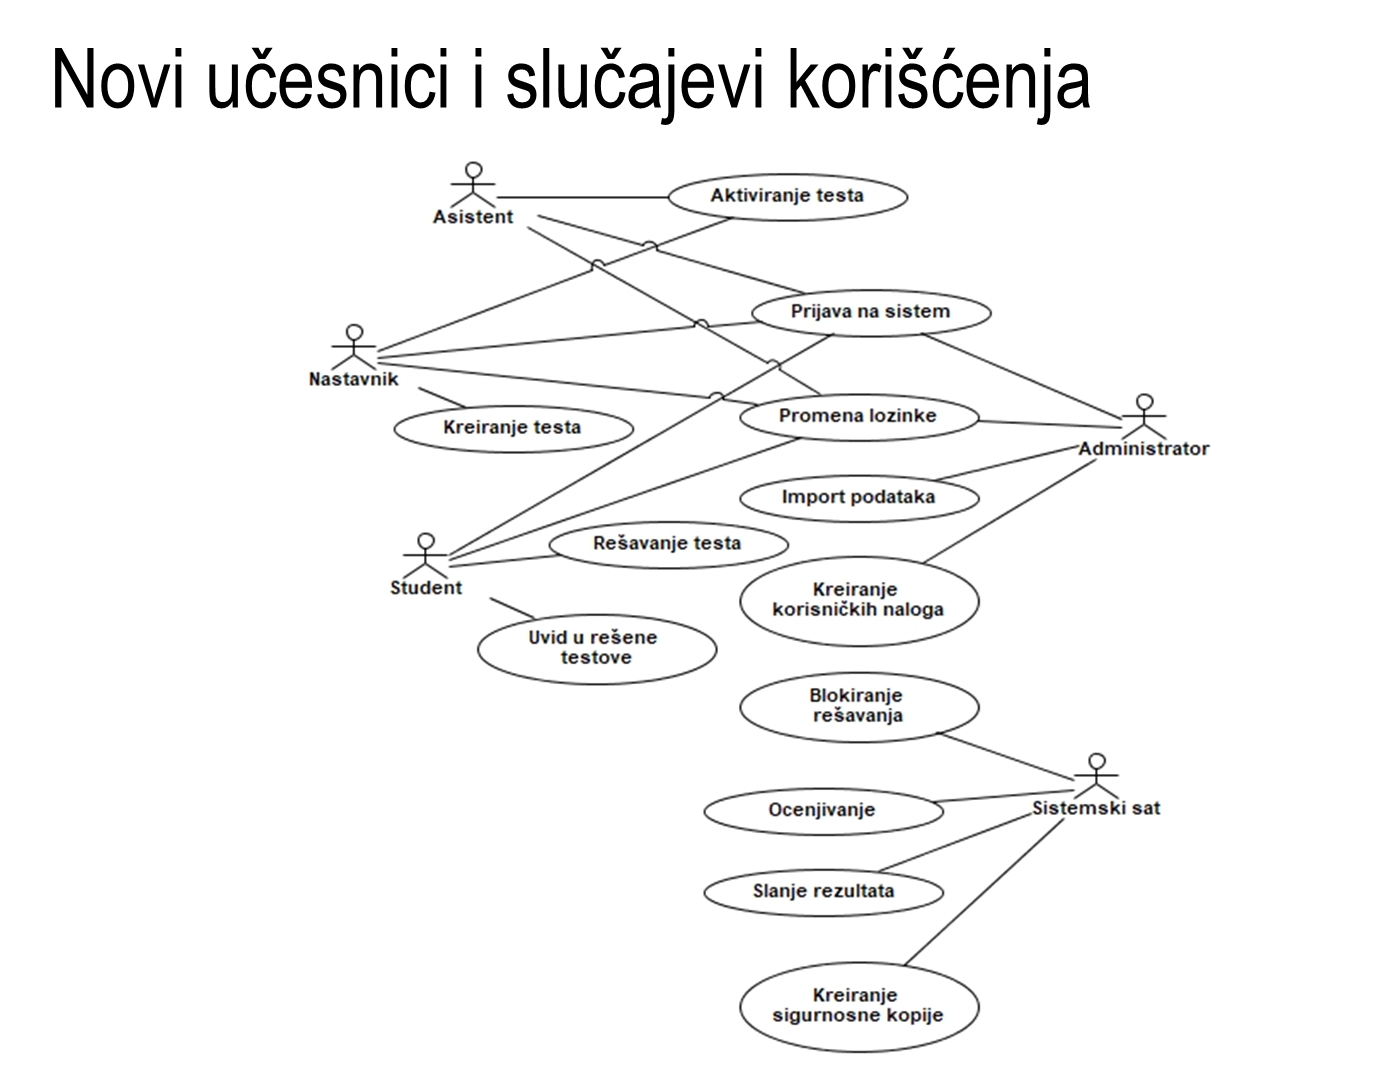 Novi učesnici i slučajevi korišćenja
Asistent
Aktiviranje testa
Prijava na sistem
Nastavnik
Kreiranje testa
Promena lozinke
Administrator
Import podataka
Rešavanje testa
Student
Kreiranje
korisničkih naloga
Uvid u rešene
testove
Blokiranje
rešavanja
Ocenjivanje
Sistemski sat
Slanje rezultata
Kreiranje
sigurnosne kopije